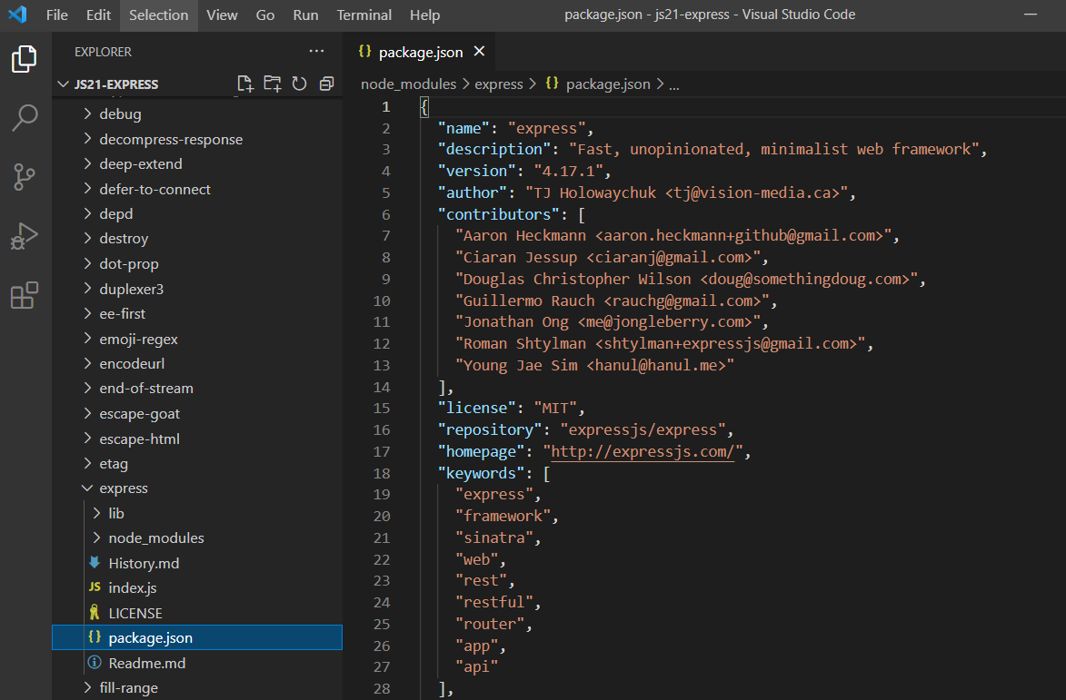 File Edit Selection View Go Run Terminal Help package.json - js21-express - Visual Studio Code
EXPLORER
JS21-EXPRESS
debug
decompress-response
deep-extend
defer-to-connect
depd
destroy
dot-prop
duplexer3
ee-first
emoji-regex
encodeurl
end-of-stream
escape-goat
escape-html
etag
express
lib
node_modules
History.md
JS index.js
LICENSE
{} package.json
Readme.md
fill-range
{} package.json
node_modules > express > {} package.json > ...
1 {
2 "name": "express",
3 "description": "Fast, unopinionated, minimalist web framework",
4 "version": "4.17.1",
5 "author": "TJ Holowaychuk <tj@vision-media.ca>",
6 "contributors": [
7 "Aaron Heckmann <aaron.heckmann+github@gmail.com>",
8 "Ciaran Jessup <ciaranj@gmail.com>",
9 "Douglas Christopher Wilson <doug@somethingdoug.com>",
10 "Guillermo Rauch <rauchg@gmail.com>",
11 "Jonathan Ong <me@jongleberry.com>",
12 "Roman Shtylman <shtylman+expressjs@gmail.com>",
13 "Young Jae Sim <hanul@hanul.me>"
14 ],
15 "license": "MIT",
16 "repository": "expressjs/express",
17 "homepage": "http://expressjs.com/",
18 "keywords": [
19 "express",
20 "framework",
21 "sinatra",
22 "web",
23 "rest",
24 "restful",
25 "router",
26 "app",
27 "api"
28 ],